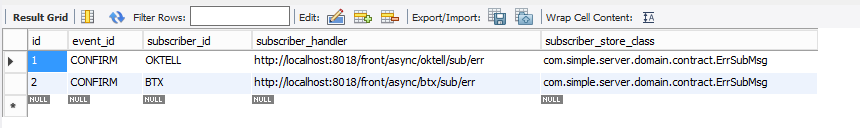 Result Grid Filter Rows: Edit: Export/Import: Wrap Cell Content: IA
id event_id subscriber_id subscriber_handler subscriber_store_class
1 CONFIRM OKTELL http://localhost:8018/front/async/oktell/sub/err com.simple.server.domain.contract.ErrSubMsg
2 CONFIRM BTX http://localhost:8018/front/async/btx/sub/err com.simple.server.domain.contract.ErrSubMsg
NULL NULL NULL NULL NULL